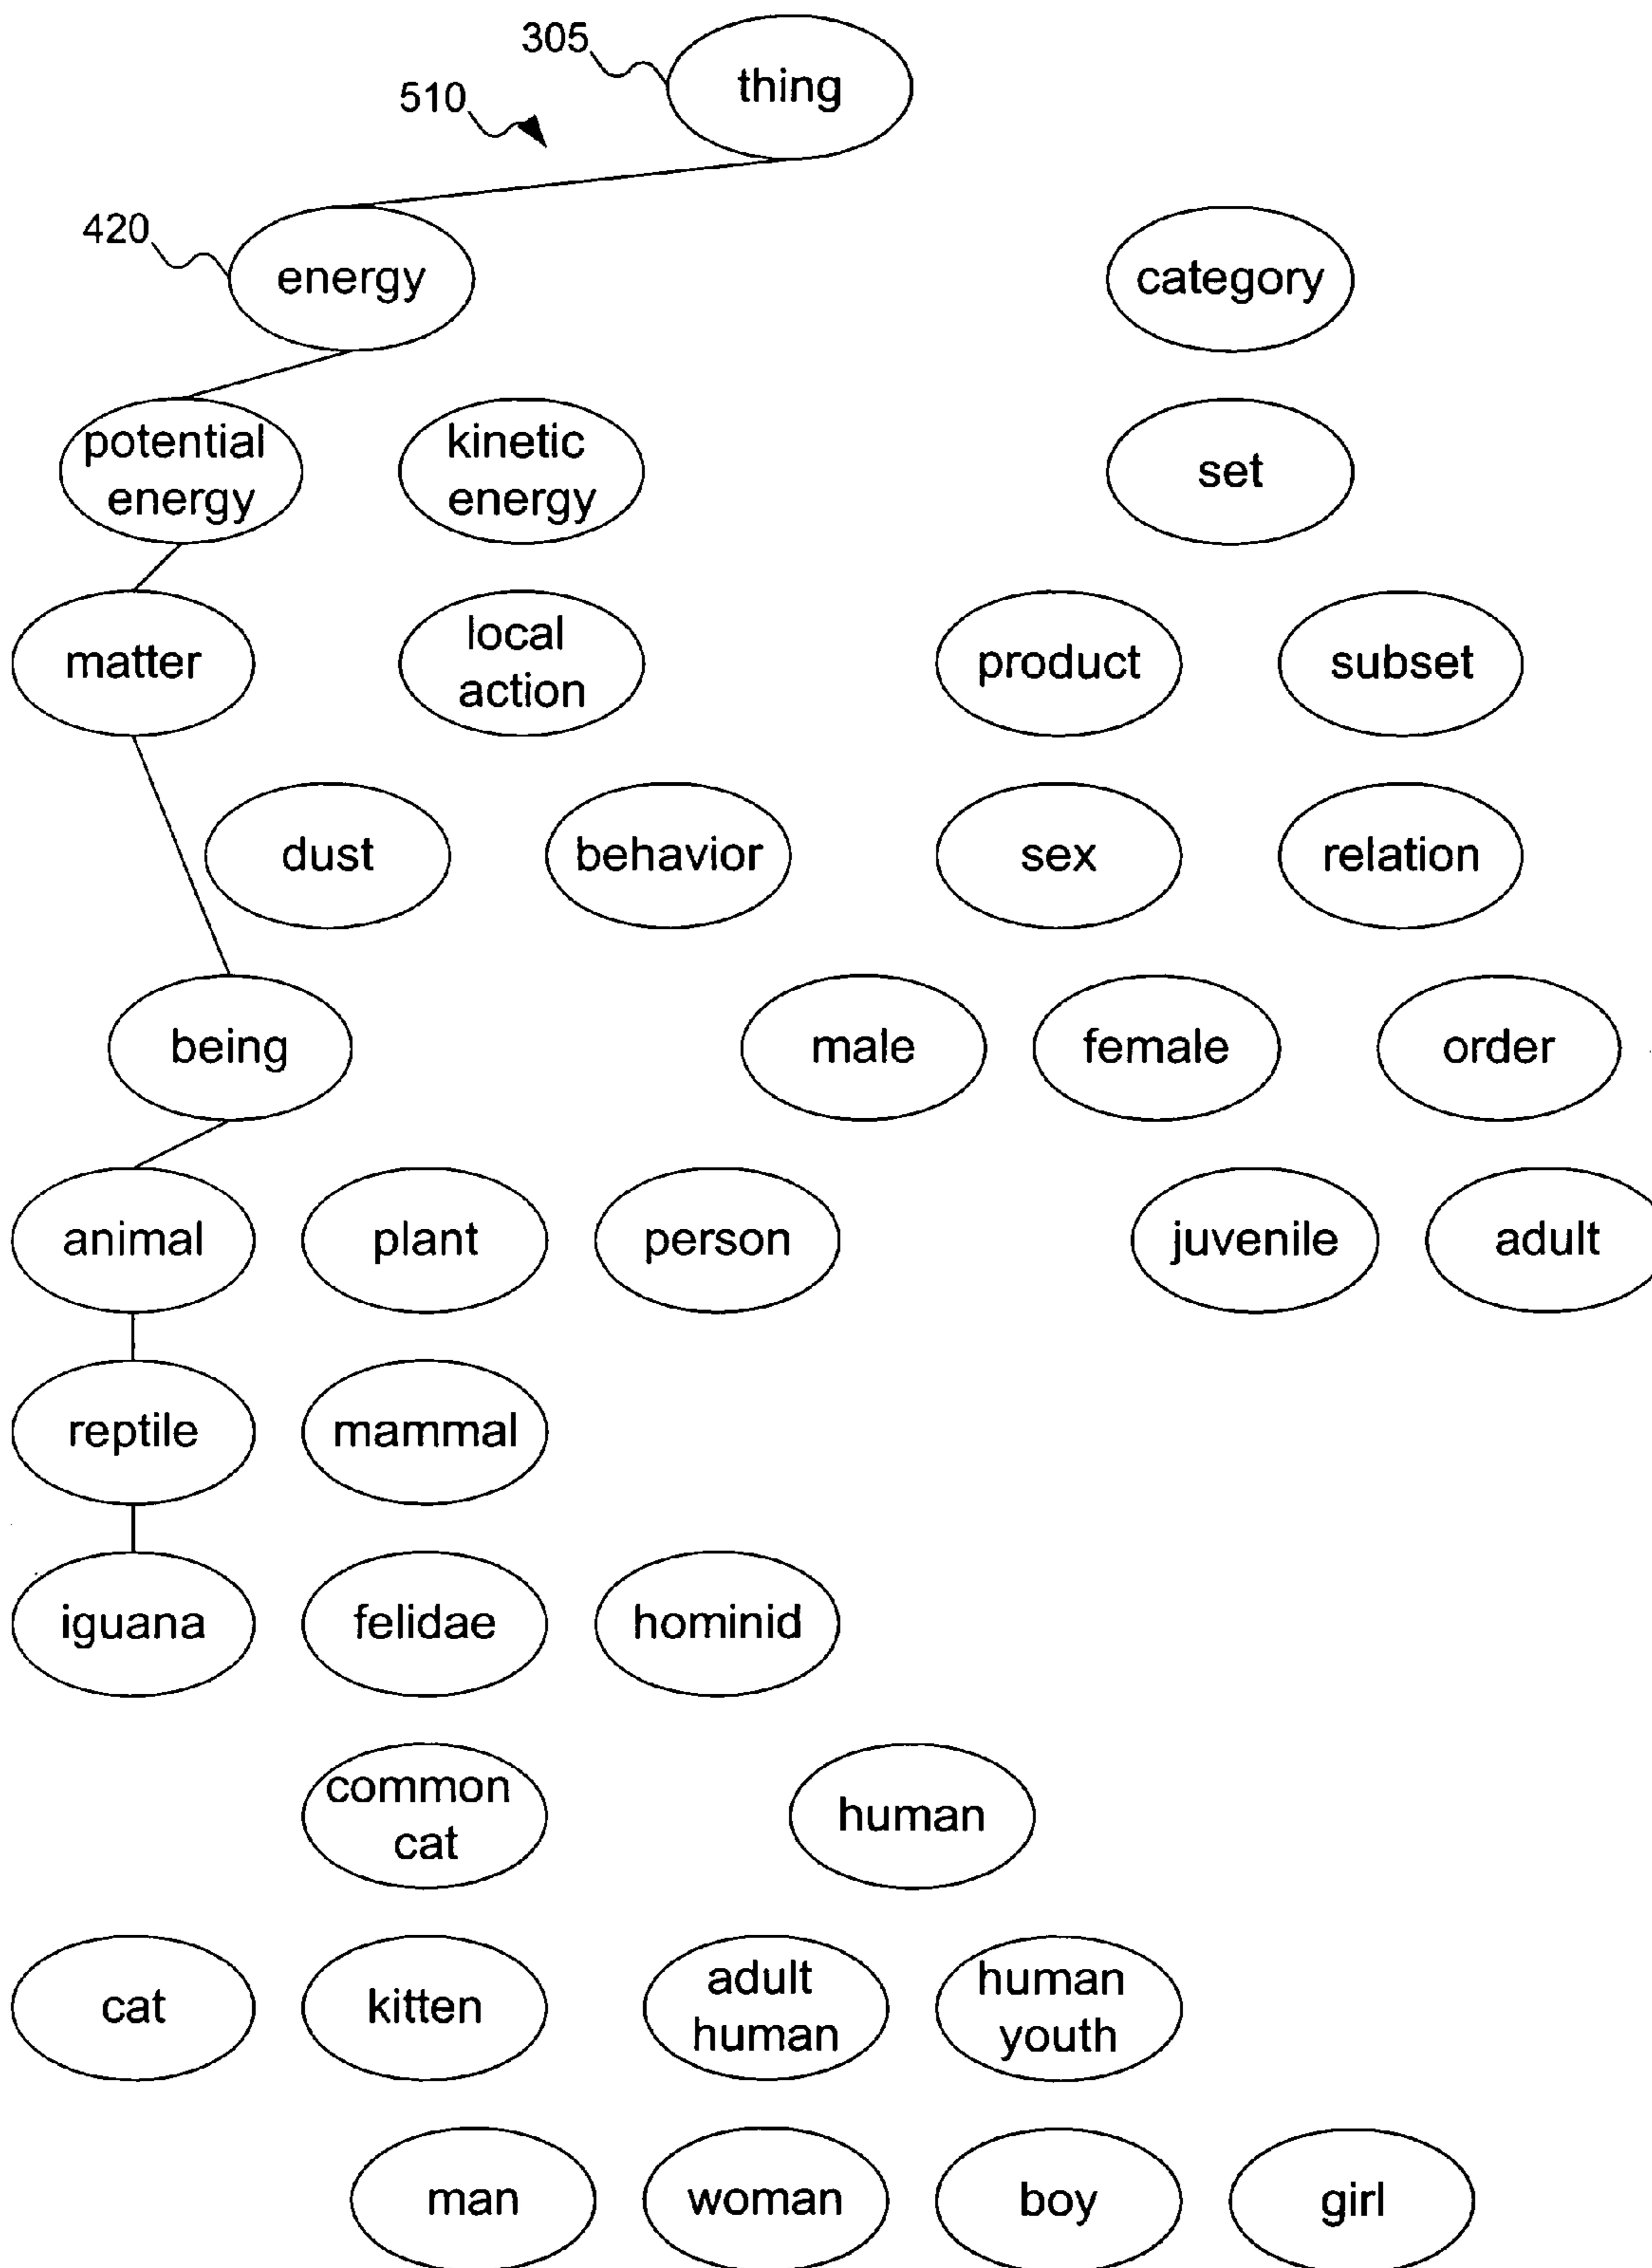 305
thing
510
420
energy
category
potential
energy
kinetic
energy
set
matter
local
action
product
subset
dust
behavior
sex
relation
being
male
female
order
animal
plant
person
juvenile
adult
reptile
mammal
iguana
felidae
hominid
common
cat
human
cat
kitten
adult
human
human
youth
man
woman
boy
girl